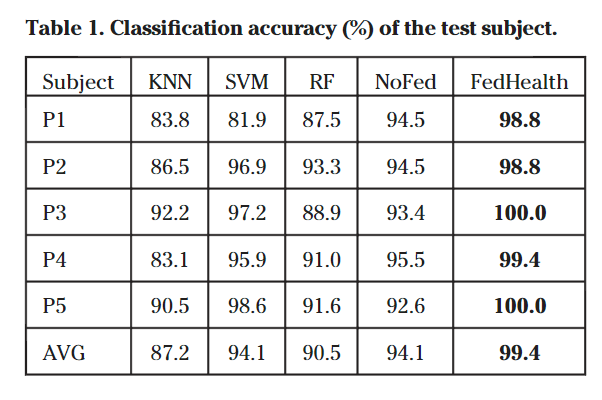 Table 1. Classification accuracy (%) of the test subject.
Subject KNN SVM RF NoFed FedHealth
P1 83.8 81.9 87.5 94.5 98.8
P2 86.5 96.9 93.3 94.5 98.8
P3 92.2 97.2 88.9 93.4 100.0
P4 83.1 95.9 91.0 95.5 99.4
P5 90.5 98.6 91.6 92.6 100.0
AVG 87.2 94.1 90.5 94.1 99.4